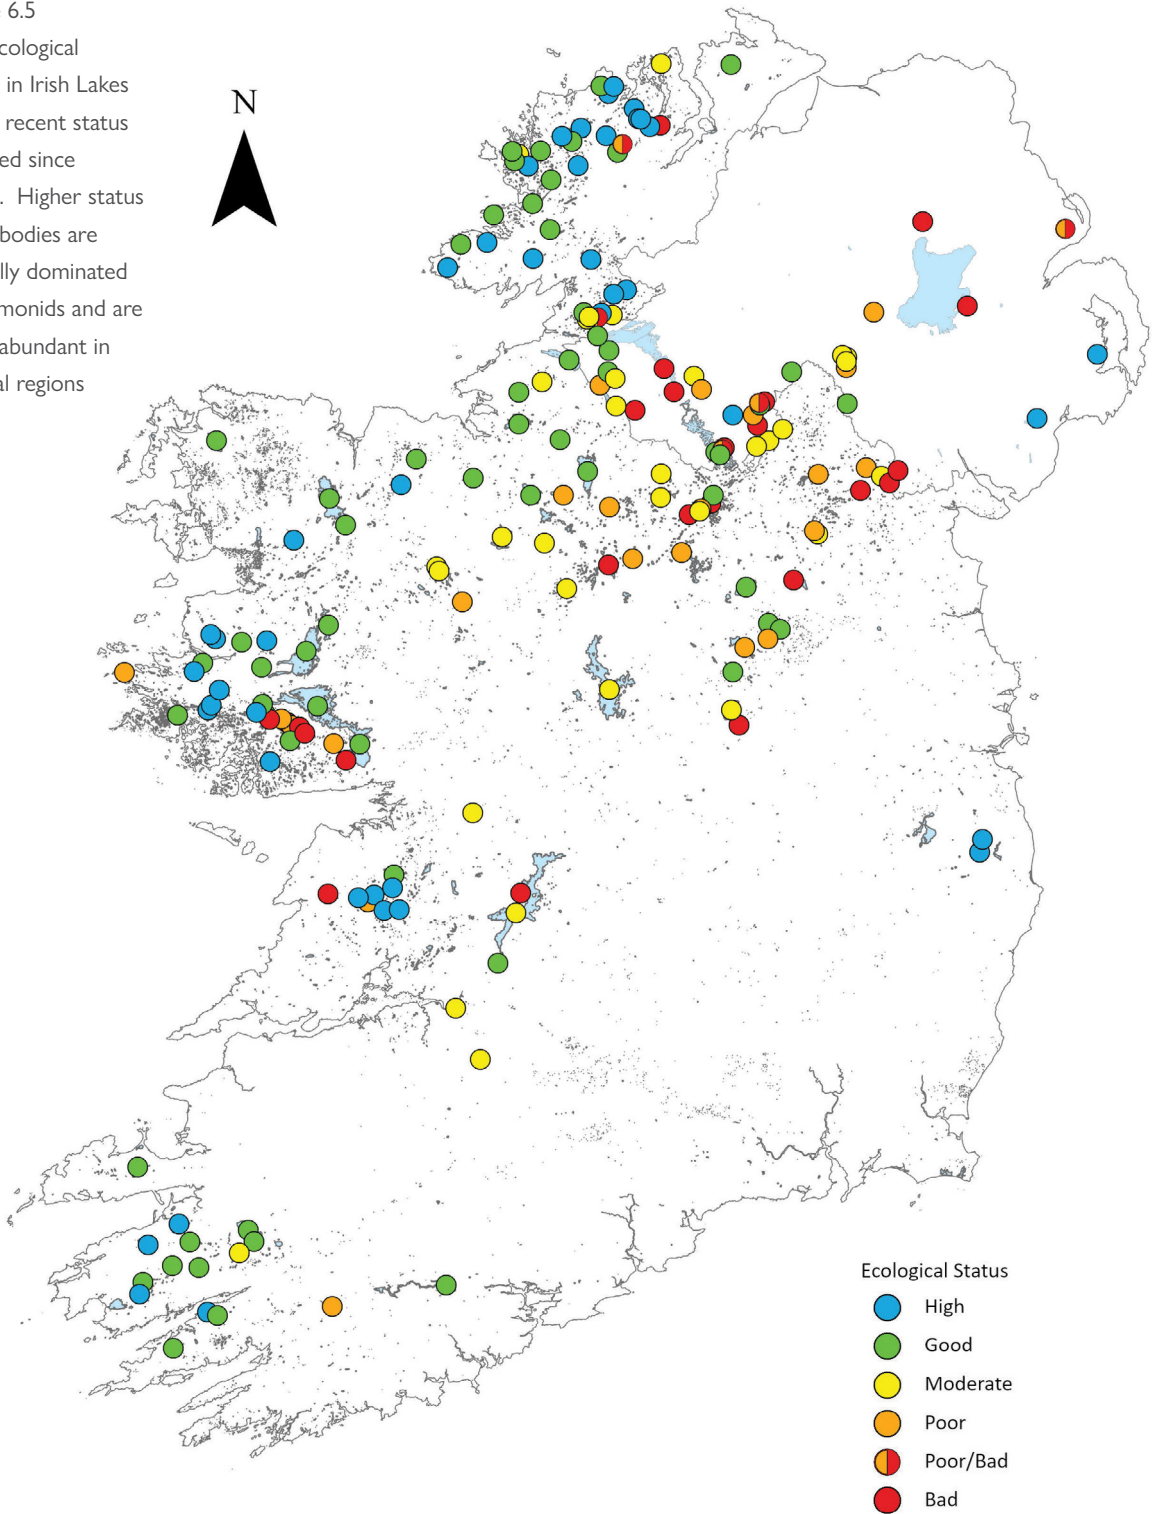 6.5
cological
in Irish Lakes
recent status
ed since
. Higher status
bodies are
lly dominated
monids and are
abundant in
al regions
N
Ecological Status
High
Good
Moderate
Poor
Poor/Bad
Bad